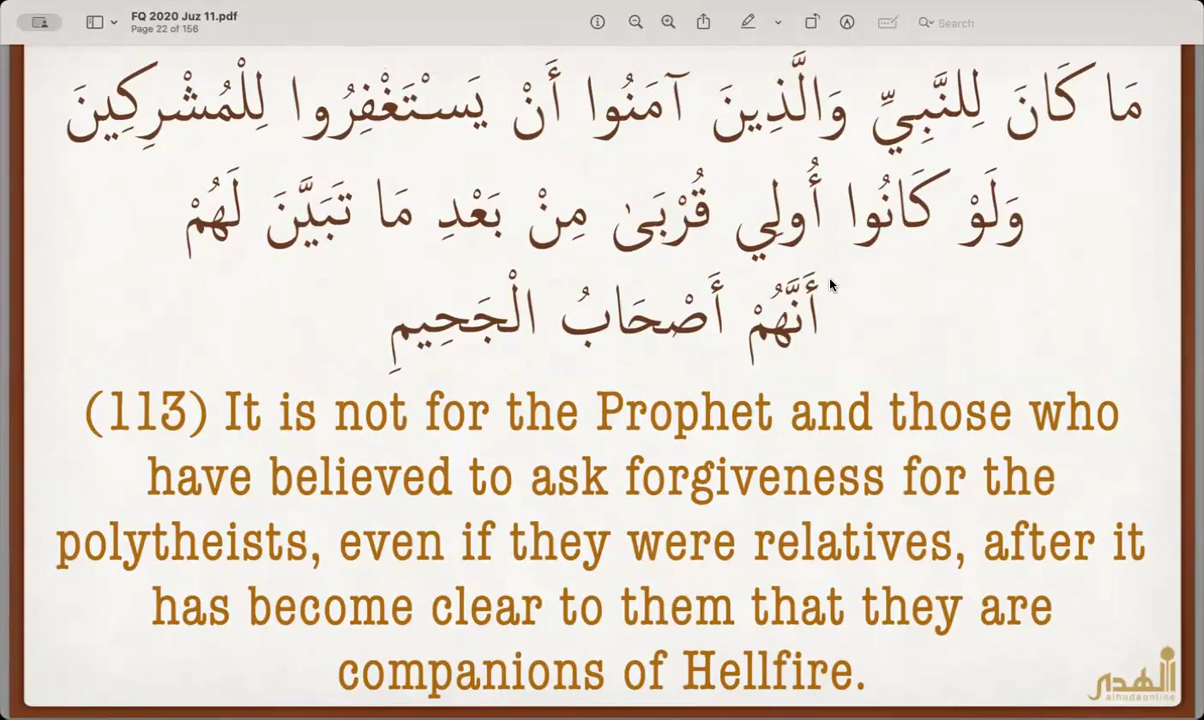 FQ 2020 Juz 11.pdf
Page 22 of 156
Search
مَا كَانَ لِلنَّبِيِّ وَالَّذِينَ آمَنُوا أَنْ يَسْتَغْفِرُوا لِلْمُشْرِكِينَ
وَلَوْ كَانُوا أُولِي قُرْبَىٰ مِنْ بَعْدِ مَا تَبَيَّنَ لَهُمْ
أَنَّهُمْ أَصْحَابُ الْجَحِيمِ
(113) It is not for the Prophet and those who
have believed to ask forgiveness for the
polytheists, even if they were relatives, after it
has become clear to them that they are
companions of Hellfire.
الهدى
alhudaonline